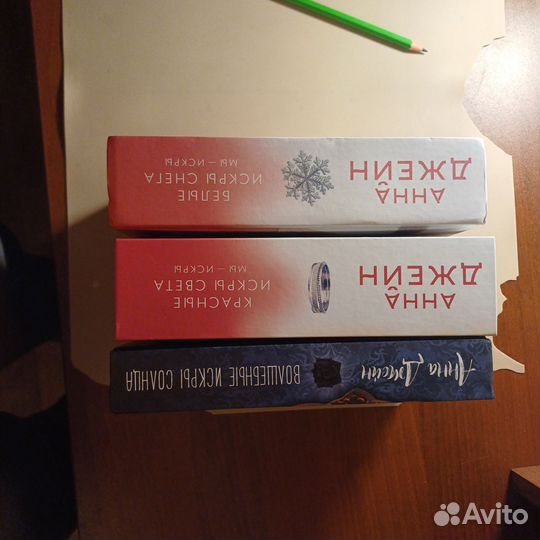 АННА
ДЖЕЙН
БЕЛЫЕ
ИСКРЫ СНЕГА
МЫ — ИСКРЫ
АННА
ДЖЕЙН
КРАСНЫЕ
ИСКРЫ СВЕТА
МЫ — ИСКРЫ
Анна Джейн
ВОЛШЕБНЫЕ ИСКРЫ СОЛНЦА
Avito